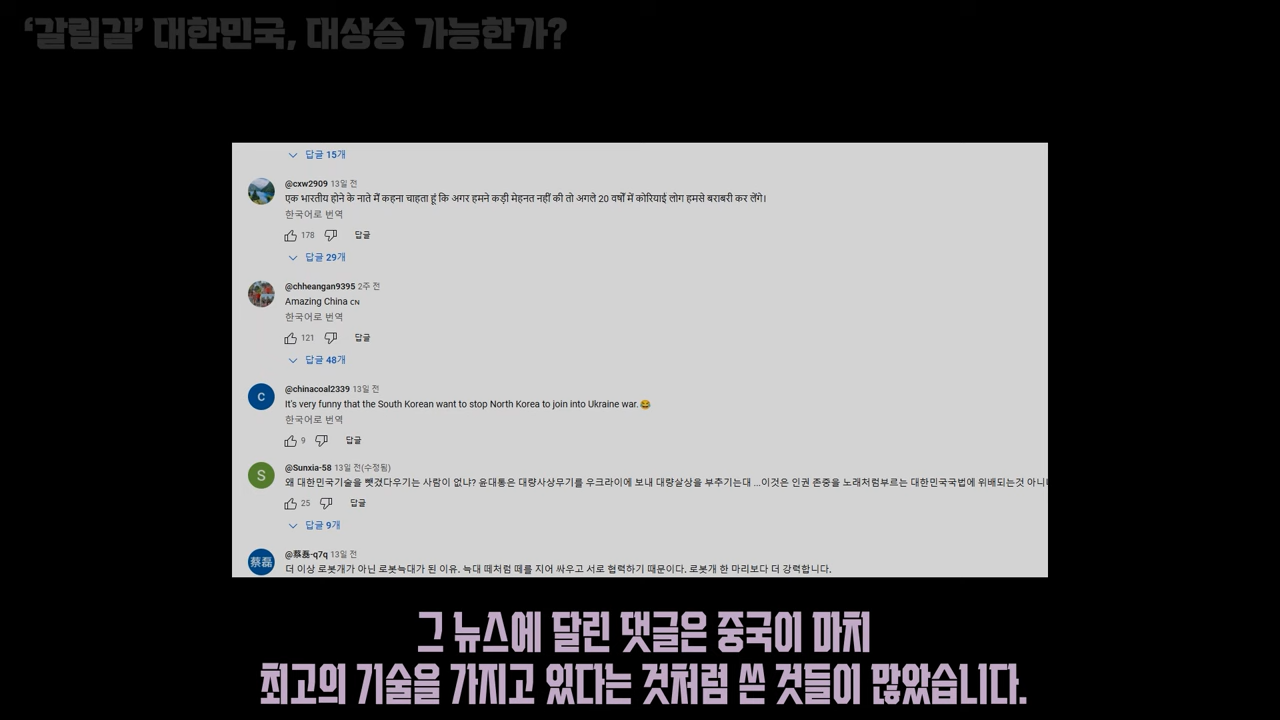 ‘갈림길’ 대한민국, 대상승 가능한가?
답글 15개
@cxw2909 13일 전
एक भारतीय होने के नाते मैं कहना चाहता हूं कि अगर हमने कड़ी मेहनत नहीं की तो अगले 20 वर्षों में कोरियाई लोग हमसे बराबरी कर लेंगे।
한국어로 번역
178 답글
답글 29개
@chheangan9395 2주 전
Amazing China CN
한국어로 번역
121 답글
답글 48개
C
@chinacoal2339 13일 전
It's very funny that the South Korean want to stop North Korea to join into Ukraine war.😂
한국어로 번역
9 답글
S
@Sunxia-58 13일 전(수정됨)
왜 대한민국기술을 뺏겼다우기는 사람이 없냐? 윤대통은 대량사상무기를 우크라이에 보내 대량살상을 부추기는대 ...이것은 인권 존중을 노래처럼부르는 대한민국국법에 위배되는것 아니
25 답글
답글 9개
蔡磊
@蔡磊-q7q 13일 전
더 이상 로봇개가 아닌 로봇늑대가 된 이유. 늑대 떼처럼 떼를 지어 싸우고 서로 협력하기 때문이다. 로봇개 한 마리보다 더 강력합니다.
그 뉴스에 달린 댓글은 중국이 마치
최고의 기술을 가지고 있다는 것처럼 쓴 것들이 많았습니다.